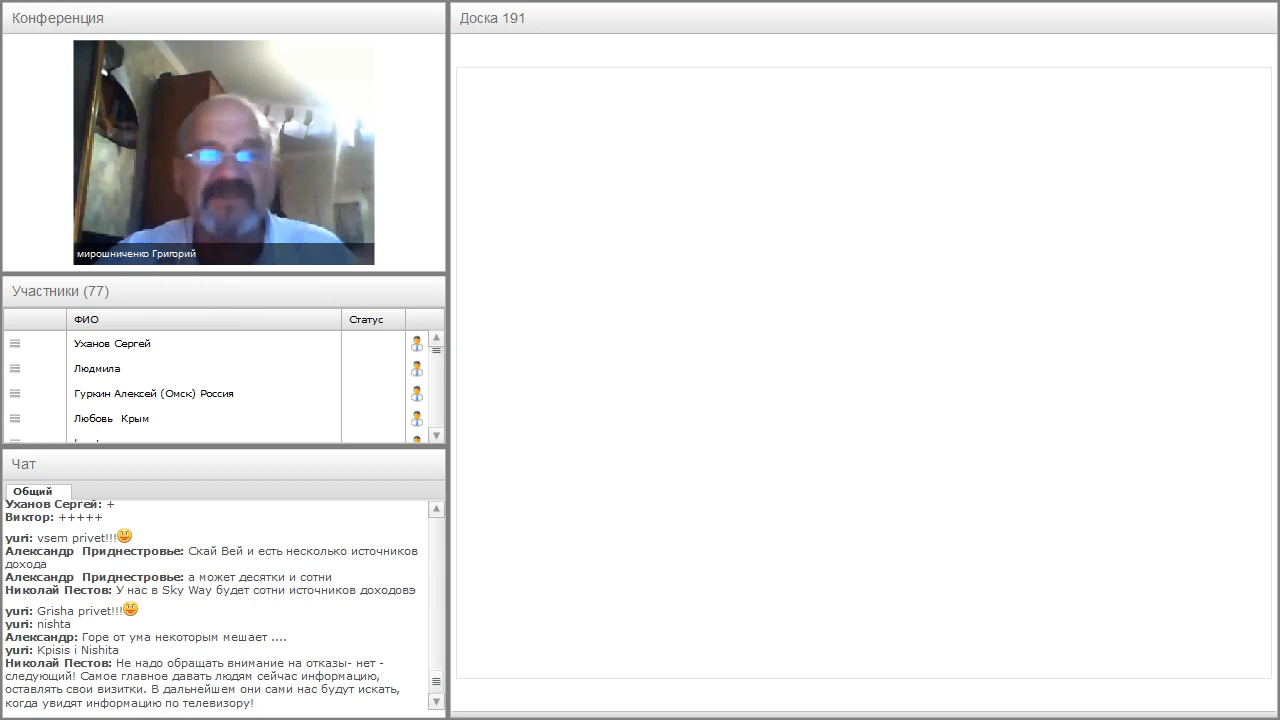 Конференция
мирошниченко Григорий
Участники (77)
ФИО Статус
Уханов Сергей
Людмила
Гуркин Алексей (Омск) Россия
Любовь Крым
Чат
Общий
Уханов Сергей: +
Виктор: +++++
yuri: vsem privet!!!
Александр Приднестровье: Скай Вей и есть несколько источников
дохода
Александр Приднестровье: а может десятки и сотни
Николай Пестов: У нас в Sky Way будет сотни источников доходовэ
yuri: Grisha privet!!!
yuri: nishta
Александр: Горе от ума некоторым мешает ....
yuri: Kpisis i Nishita
Николай Пестов: Не надо обращать внимание на отказы- нет -
следующий! Самое главное давать людям сейчас информацию,
оставлять свои визитки. В дальнейшем они сами нас будут искать,
когда увидят информацию по телевизору!
Доска 191